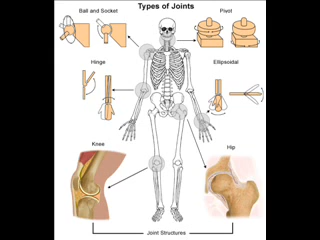 Types of Joints
Ball and Socket
Pivot
Hinge
Ellipsoidal
Knee
Hip
Joint Structures